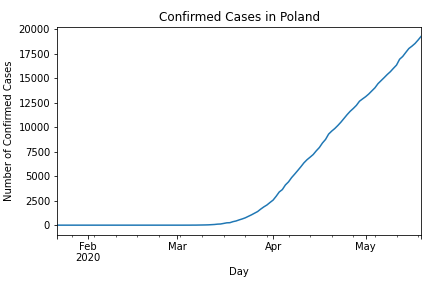 Confirmed Cases in Poland
Number of Confirmed Cases
20000
17500
15000
12500
10000
7500
5000
2500
0
Feb Mar Apr May
2020
Day